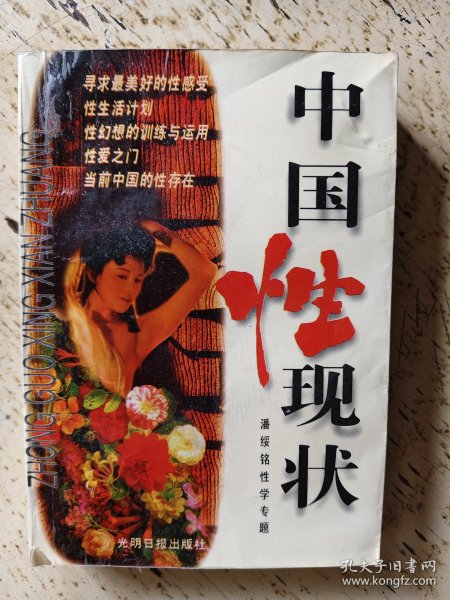 寻求最美好的性感受
性生活计划
性幻想的训练与运用
性爱之门
当前中国的性存在
ZHONG GUO XING XIAN ZHUANG
中国性现状
潘绥铭性学专题
光明日报出版社
孔夫子旧书网
www.kongfz.com